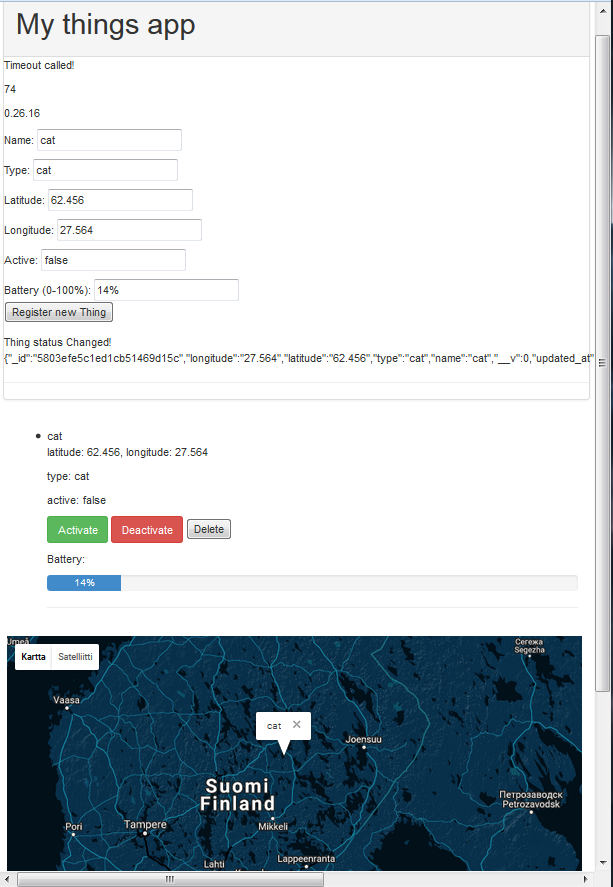 My things app
Timeout called!
74
0.26.16
Name: cat
Type: cat
Latitude: 62.456
Longitude: 27.564
Active: false
Battery (0-100%): 14%
Register new Thing
Thing status Changed!
{"_id":"5803efe5c1ed1cb51469d15c","longitude":"27.564","latitude":"62.456","type":"cat","name":"cat","__v":0,"updated_at"
cat
latitude: 62.456, longitude: 27.564
type: cat
active: false
Activate Deactivate Delete
Battery:
14%
Umeå
Сегежа
Segezha
Kartta Satelliitti
Vaasa
cat
Joensuu
Suomi
Finland
Петрозаводск
Petrozavodsk
Pori
Tampere
Mikkeli
Lahti
Lappeenranta